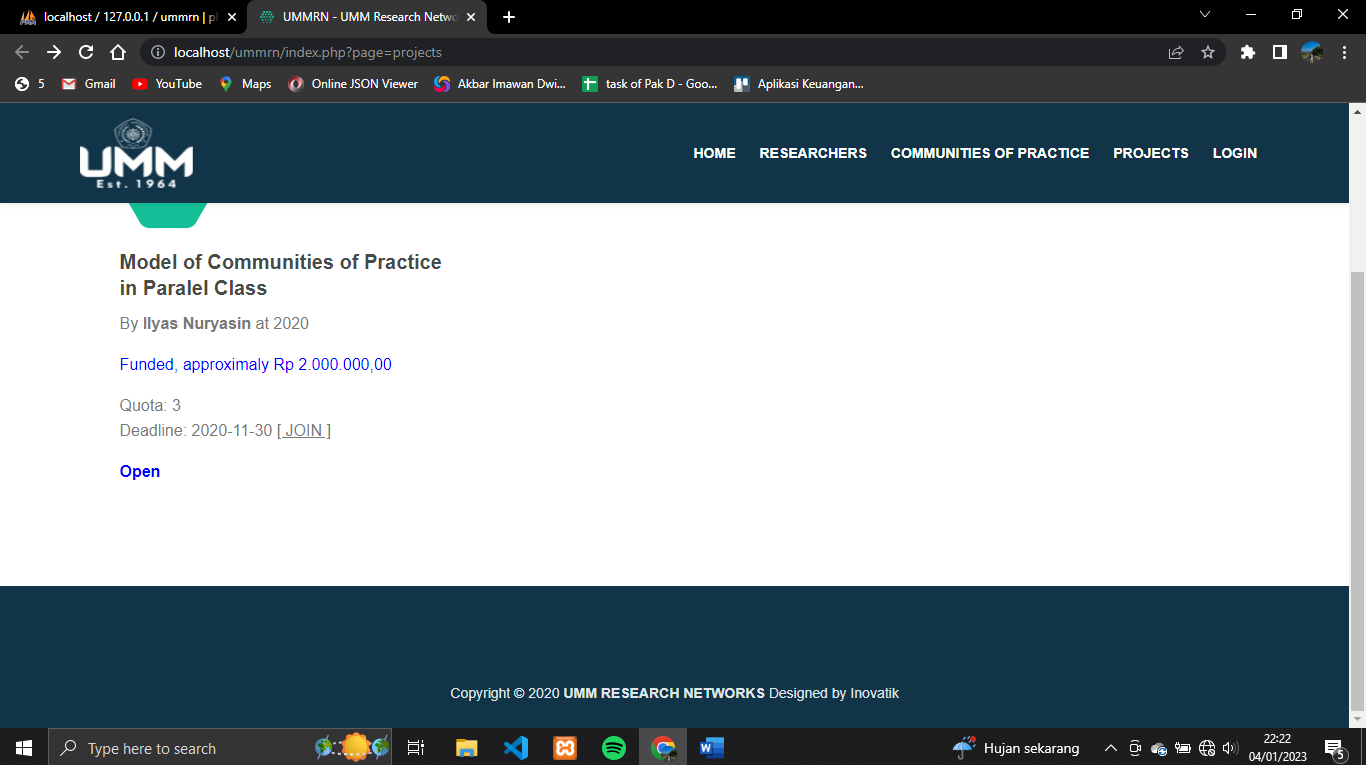 localhost / 127.0.0.1 / ummrn | p
UMMRN - UMM Research Netwo
localhost/ummrn/index.php?page=projects
5
Gmail
YouTube
Maps
Online JSON Viewer
Akbar Imawan Dwi...
task of Pak D - Goo...
Aplikasi Keuangan...
UMM
Est. 1964
HOME
RESEARCHERS
COMMUNITIES OF PRACTICE
PROJECTS
LOGIN
Model of Communities of Practice
in Paralel Class
By Ilyas Nuryasin at 2020
Funded, approximaly Rp 2.000.000,00
Quota: 3
Deadline: 2020-11-30 [ JOIN ]
Open
Copyright © 2020 UMM RESEARCH NETWORKS Designed by Inovatik
Type here to search
Hujan sekarang
22:22
04/01/2023
5